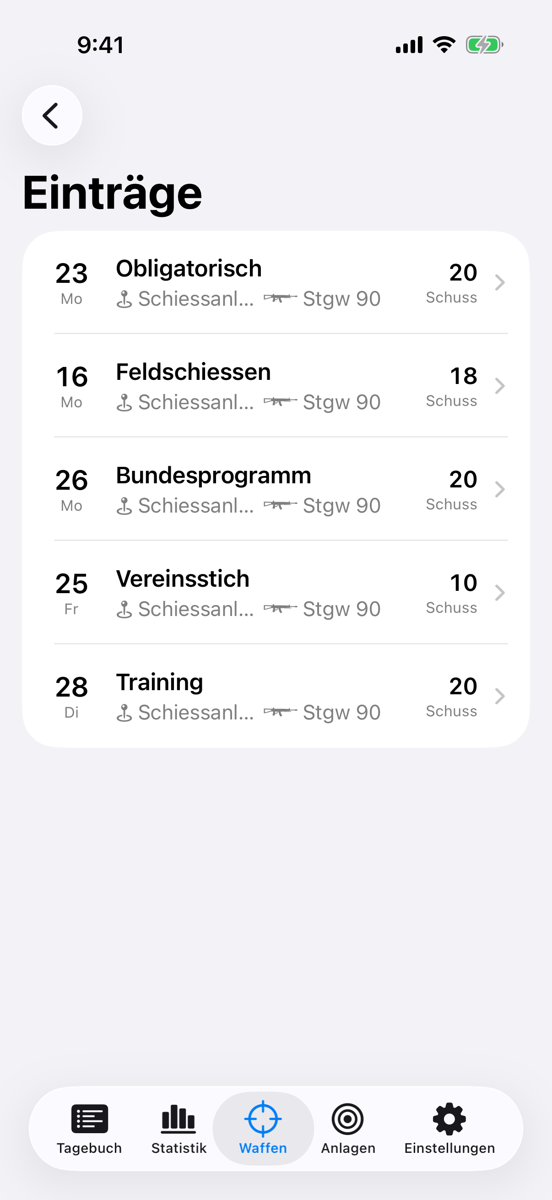 9:41
Einträge
23 Obligatorisch 20
Mo Schiessanl... Stgw 90 Schuss
16 Feldschiessen 18
Mo Schiessanl... Stgw 90 Schuss
26 Bundesprogramm 20
Mo Schiessanl... Stgw 90 Schuss
25 Vereinsstich 10
Fr Schiessanl... Stgw 90 Schuss
28 Training 20
Di Schiessanl... Stgw 90 Schuss
Tagebuch Statistik Waffen Anlagen Einstellungen